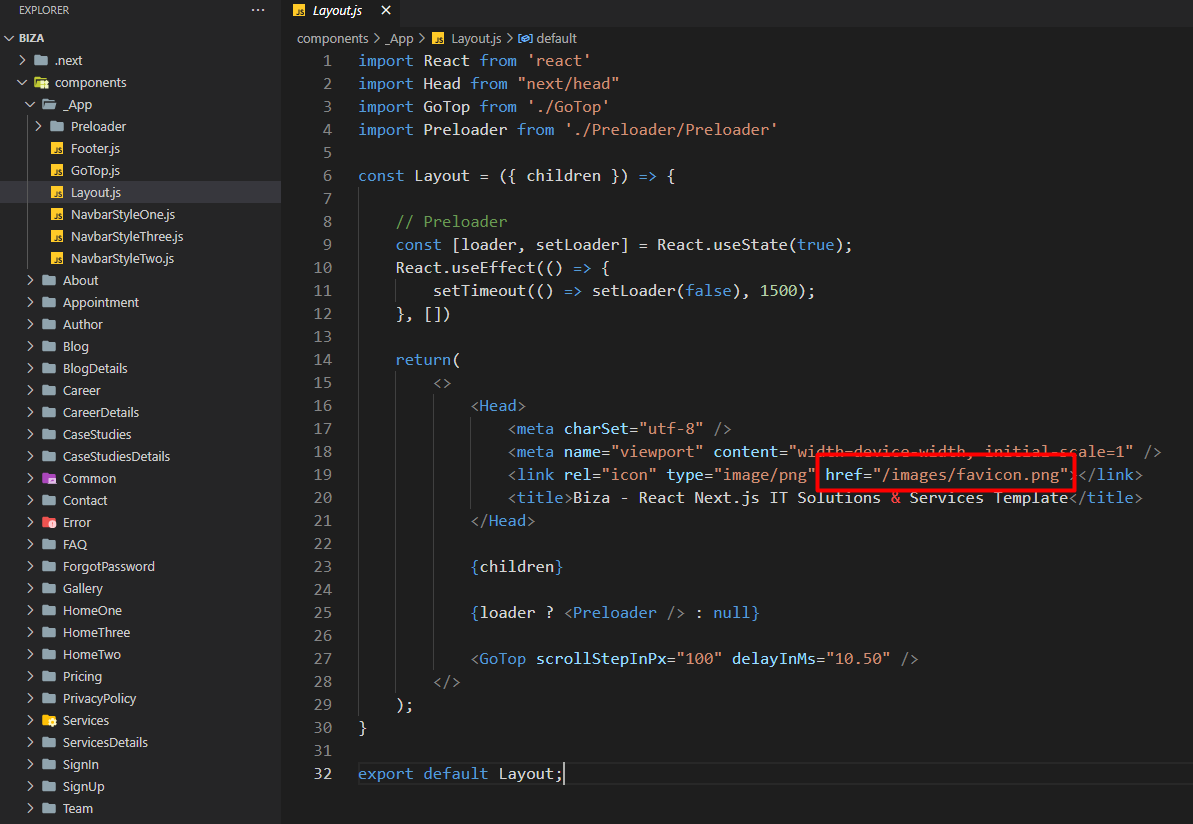 EXPLORER
···
BIZA
.next
components
_App
Preloader
Footer.js
GoTop.js
Layout.js
NavbarStyleOne.js
NavbarStyleThree.js
NavbarStyleTwo.js
About
Appointment
Author
Blog
BlogDetails
Career
CareerDetails
CaseStudies
CaseStudiesDetails
Common
Contact
Error
FAQ
ForgotPassword
Gallery
HomeOne
HomeThree
HomeTwo
Pricing
PrivacyPolicy
Services
ServicesDetails
SignIn
SignUp
Team
JS Layout.js ×
components > _App > JS Layout.js > default
1 import React from 'react'
2 import Head from "next/head"
3 import GoTop from './GoTop'
4 import Preloader from './Preloader/Preloader'
5
6 const Layout = ({ children }) => {
7
8 // Preloader
9 const [loader, setLoader] = React.useState(true);
10 React.useEffect(() => {
11 setTimeout(() => setLoader(false), 1500);
12 }, [])
13
14 return(
15 <>
16 <Head>
17 <meta charSet="utf-8" />
18 <meta name="viewport" content="width=device-width, initial-scale=1" />
19 <link rel="icon" type="image/png" href="/images/favicon.png"></link>
20 <title>Biza - React Next.js IT Solutions & Services Template</title>
21 </Head>
22
23 {children}
24
25 {loader ? <Preloader /> : null}
26
27 <GoTop scrollStepInPx="100" delayInMs="10.50" />
28 </>
29 );
30 }
31
32 export default Layout;